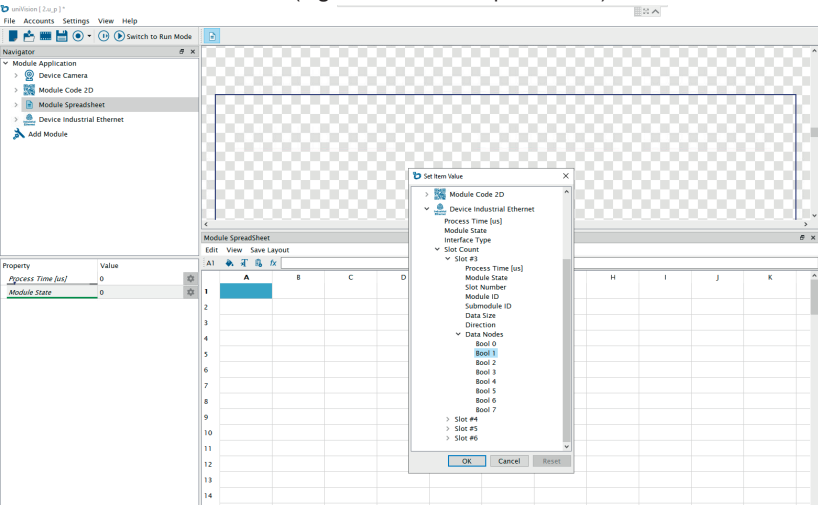 uniVision [ 2.u_p ] *
File Accounts Settings View Help
Switch to Run Mode
Navigator
Module Application
Device Camera
Module Code 2D
Module Spreadsheet
Device Industrial Ethernet
Add Module
Property Value
Process Time [us] 0
Module State 0
Module SpreadSheet
Edit View Save Layout
A1 fx
A B C D H I J K
1
2
3
4
5
6
7
8
9
10
11
12
13
14
Set Item Value
Module Code 2D
Device Industrial Ethernet
Process Time [us]
Module State
Interface Type
Slot Count
Slot #3
Process Time [us]
Module State
Slot Number
Module ID
Submodule ID
Data Size
Direction
Data Nodes
Bool 0
Bool 1
Bool 2
Bool 3
Bool 4
Bool 5
Bool 6
Bool 7
Slot #4
Slot #5
Slot #6
OK Cancel Reset